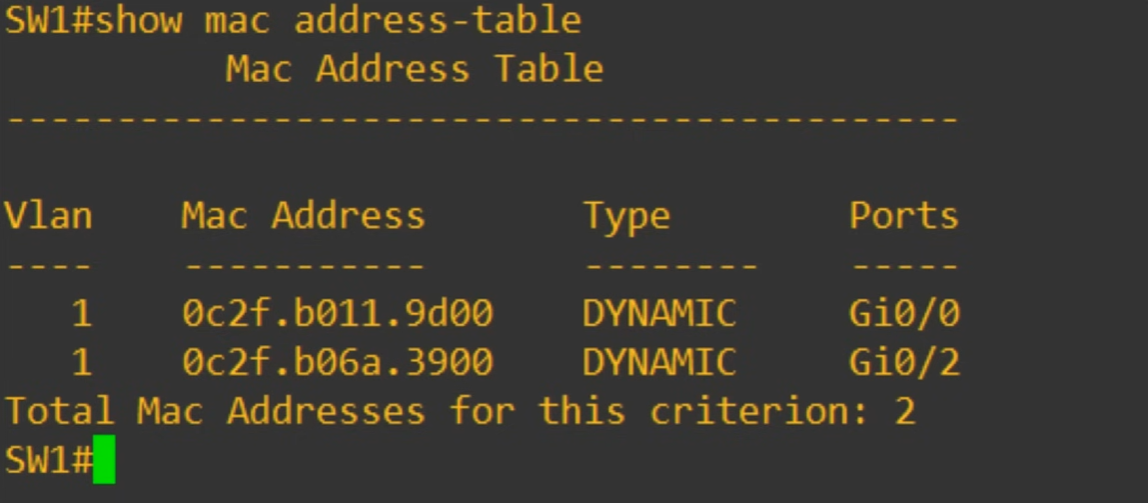 SW1#show mac address-table
Mac Address Table
-------------------------------------------
Vlan    Mac Address       Type        Ports
----    -----------       --------    -----
1    0c2f.b011.9d00    DYNAMIC     Gi0/0
1    0c2f.b06a.3900    DYNAMIC     Gi0/2
Total Mac Addresses for this criterion: 2
SW1#